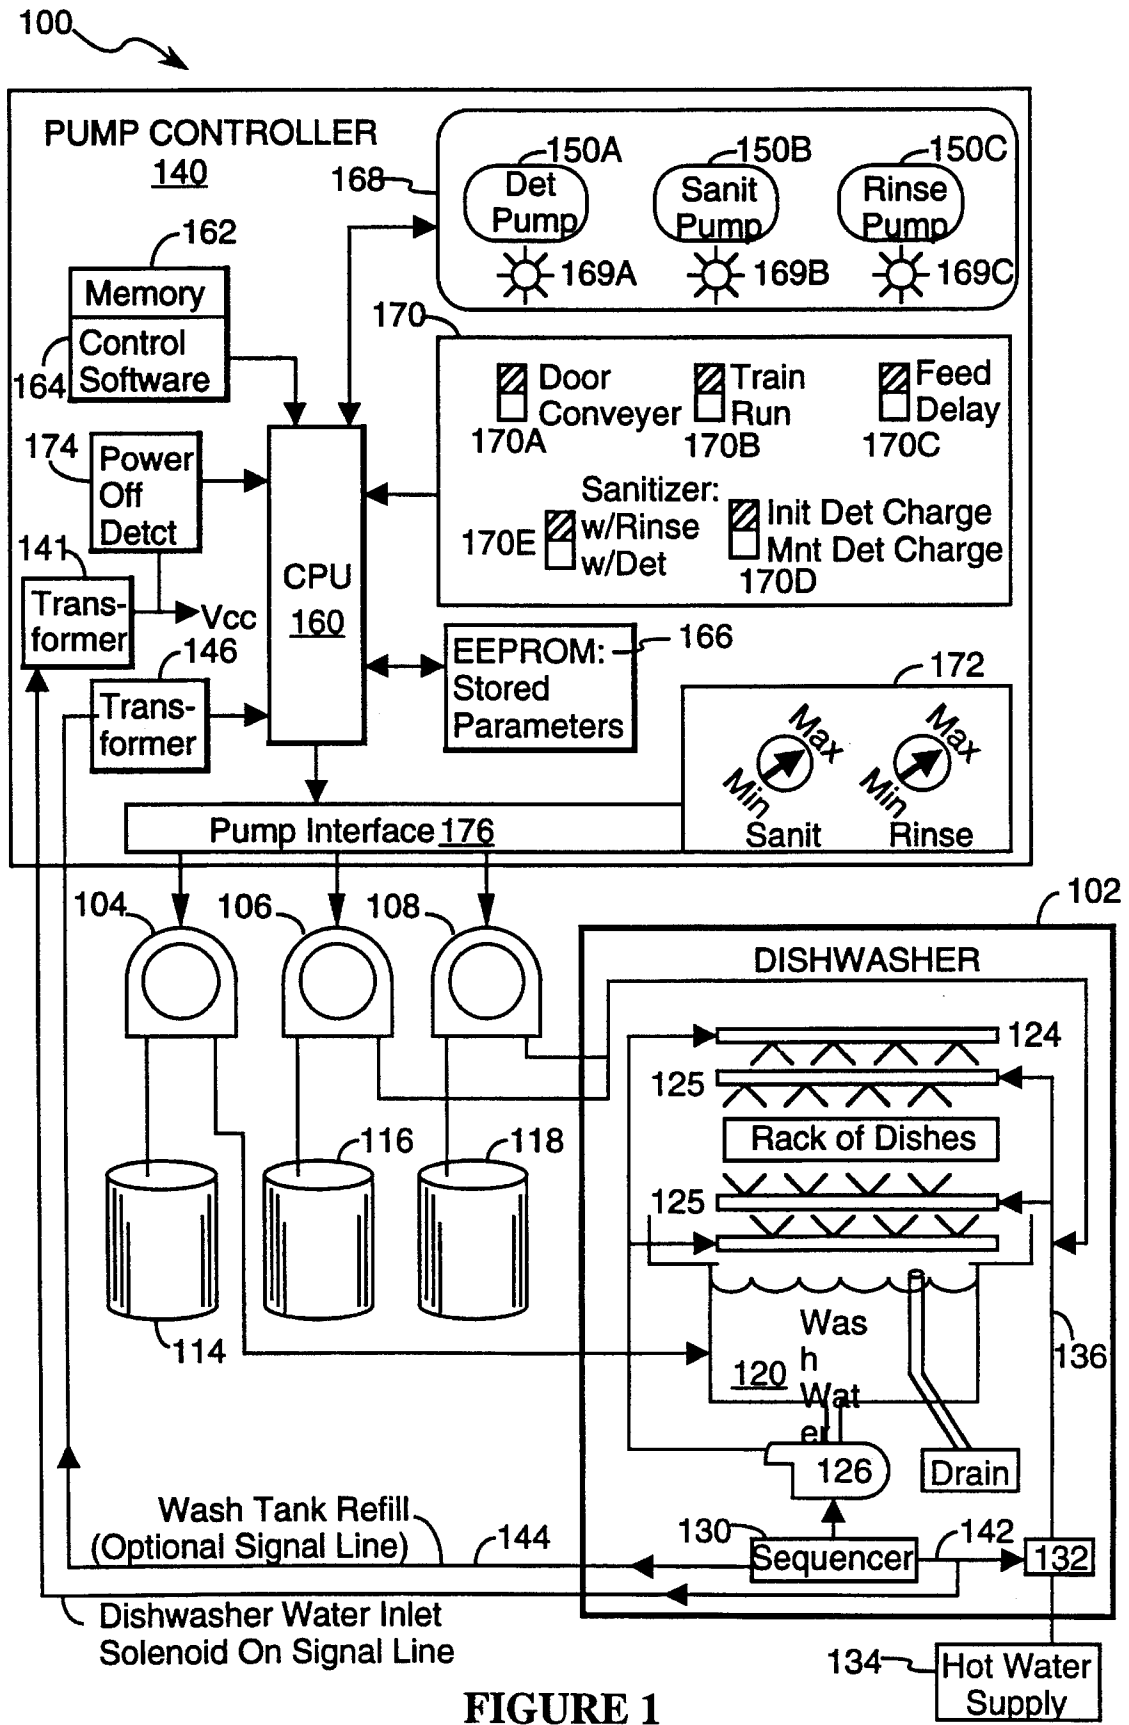 100
PUMP CONTROLLER
140
168
150A
150B
150C
Det
Pump
Sanit
Pump
Rinse
Pump
169A
169B
169C
162
Memory
164
Control
Software
170
Door
Conveyer
170A
Train
Run
170B
Feed
Delay
170C
Sanitizer:
w/Rinse
w/Det
170E
Init Det Charge
Mnt Det Charge
170D
174
Power
Off
Detct
141
Trans-
former
Vcc
CPU
160
146
Trans-
former
EEPROM:
Stored
Parameters
166
172
Max
Min
Sanit
Max
Min
Rinse
Pump Interface 176
104
106
108
102
DISHWASHER
124
125
Rack of Dishes
125
116
118
114
Was
h
Wat
er
120
136
126
Drain
Wash Tank Refill
(Optional Signal Line)
144
130
Sequencer
142
132
Dishwasher Water Inlet
Solenoid On Signal Line
134
Hot Water
Supply
FIGURE 1